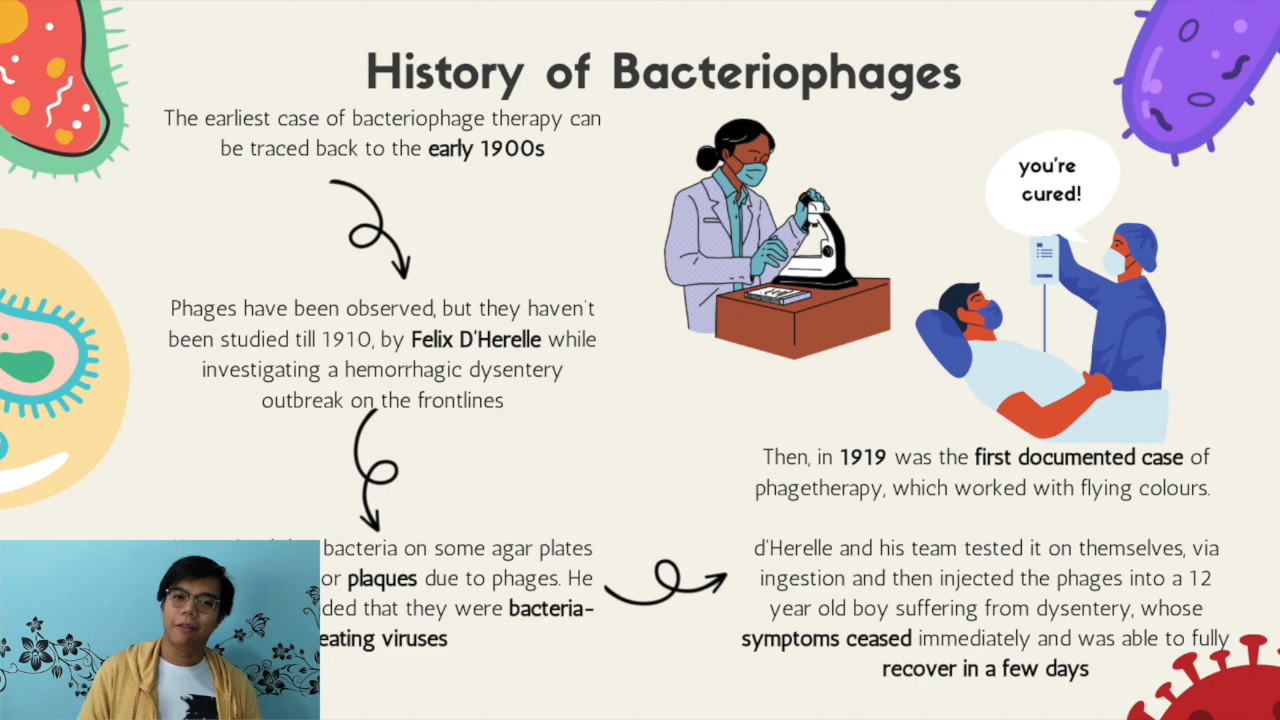 History of Bacteriophages
The earliest case of bacteriophage therapy can
be traced back to the early 1900s
Phages have been observed, but they haven't
been studied till 1910, by Felix D'Herelle while
investigating a hemorrhagic dysentery
outbreak on the frontlines
bacteria on some agar plates
or plaques due to phages. He
they were bacteria-
eating viruses
you're
cured!
Then, in 1919 was the first documented case of
phagetherapy, which worked with flying colours.
d'Herelle and his team tested it on themselves, via
ingestion and then injected the phages into a 12
year old boy suffering from dysentery, whose
symptoms ceased immediately and was able to fully
recover in a few days